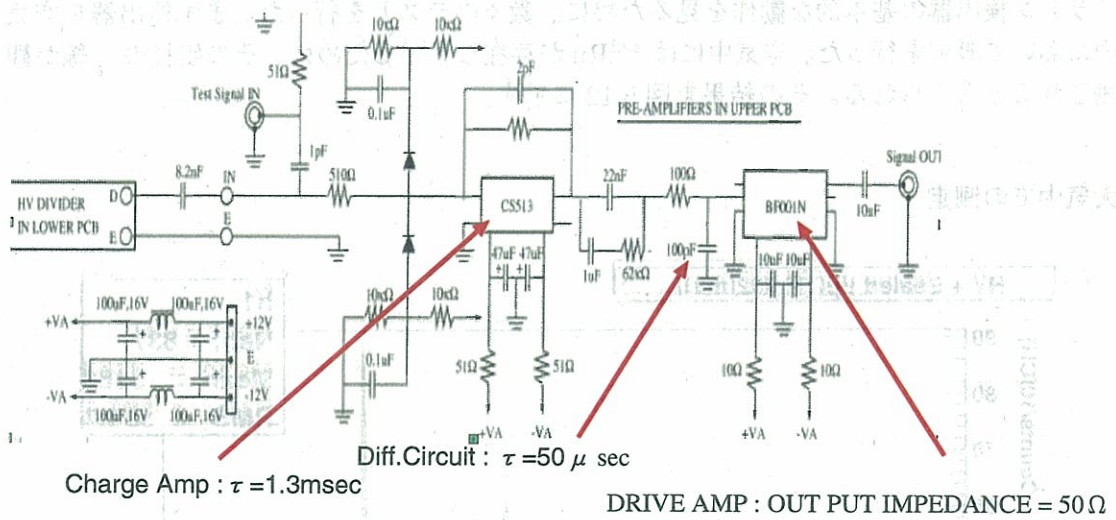 10kΩ
10kΩ
51Ω
2pF
Test Signal IN
0.1uF
PRE-AMPLIFIERS IN UPPER PCB
1pF
Signal OUT
8.2nF
IN
510Ω
22nF
100Ω
HV DIVIDER
IN LOWER PCB
D
E
E
CS513
BF001N
10uF
1uF
62kΩ
100pF
47uF
47uF
10uF
10uF
100uF,16V
100uF,16V
+VA
+12V
E
-VA
-12V
100uF,16V
100uF,16V
10kΩ
10kΩ
0.1uF
51Ω
51Ω
10Ω
10Ω
+VA
-VA
+VA
-VA
Diff.Circuit : τ =50 μ sec
Charge Amp : τ =1.3msec
DRIVE AMP : OUT PUT IMPEDANCE = 50Ω